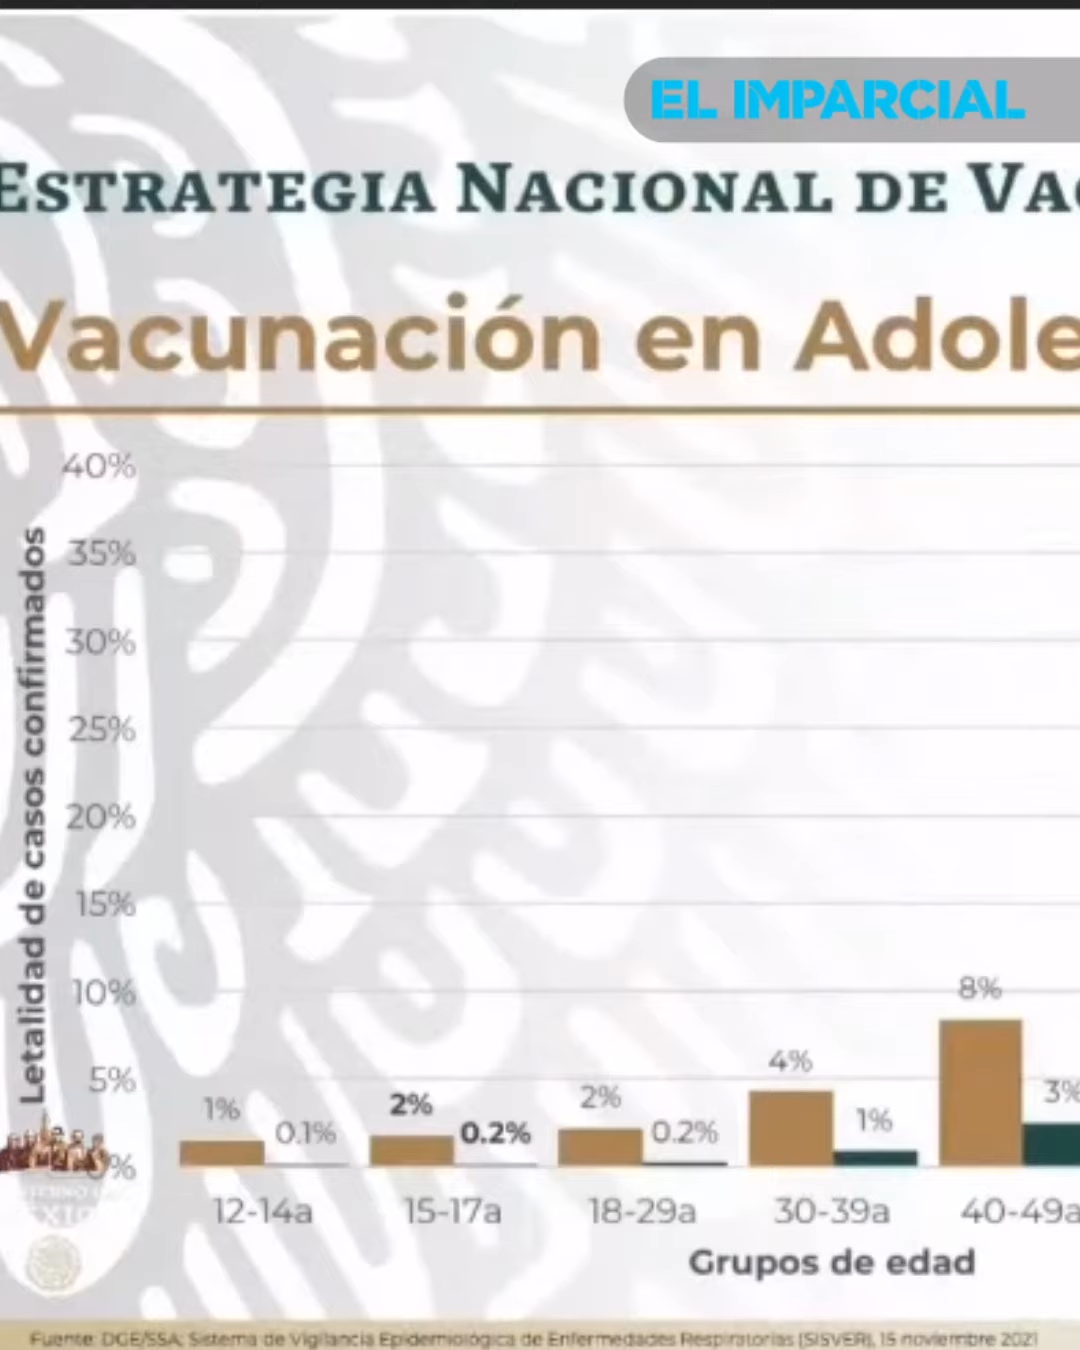 EL IMPARCIAL
ESTRATEGIA NACIONAL DE VAC
Vacunación en Adole
Letalidad de casos confirmados
40%
35%
30%
25%
20%
15%
10%
5%
0%
1%
0.1%
2%
0.2%
2%
0.2%
4%
1%
8%
3%
12-14a
15-17a
18-29a
30-39a
40-49a
Grupos de edad
Fuente: DGE/SSA; Sistema de Vigilancia Epidemiológica de Enfermedades Respiratorias (SISVER), 15 noviembre 2021